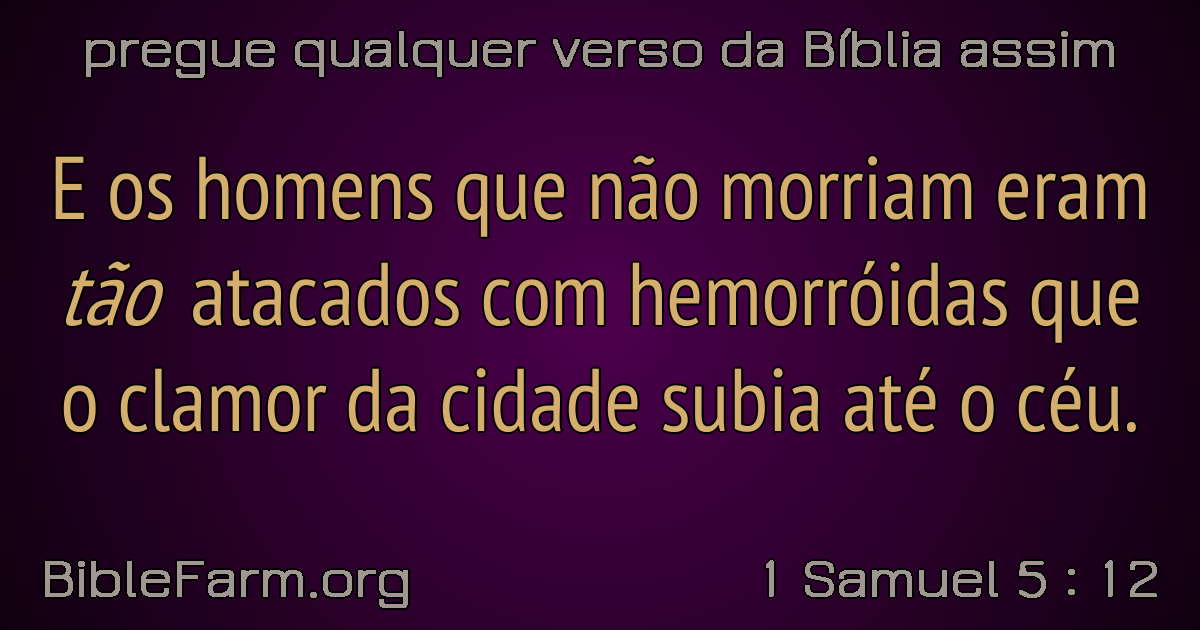 pregue qualquer verso da Bíblia assim
E os homens que não morriam eram
tão atacados com hemorróidas que
o clamor da cidade subia até o céu.
BibleFarm.org
1 Samuel 5 : 12